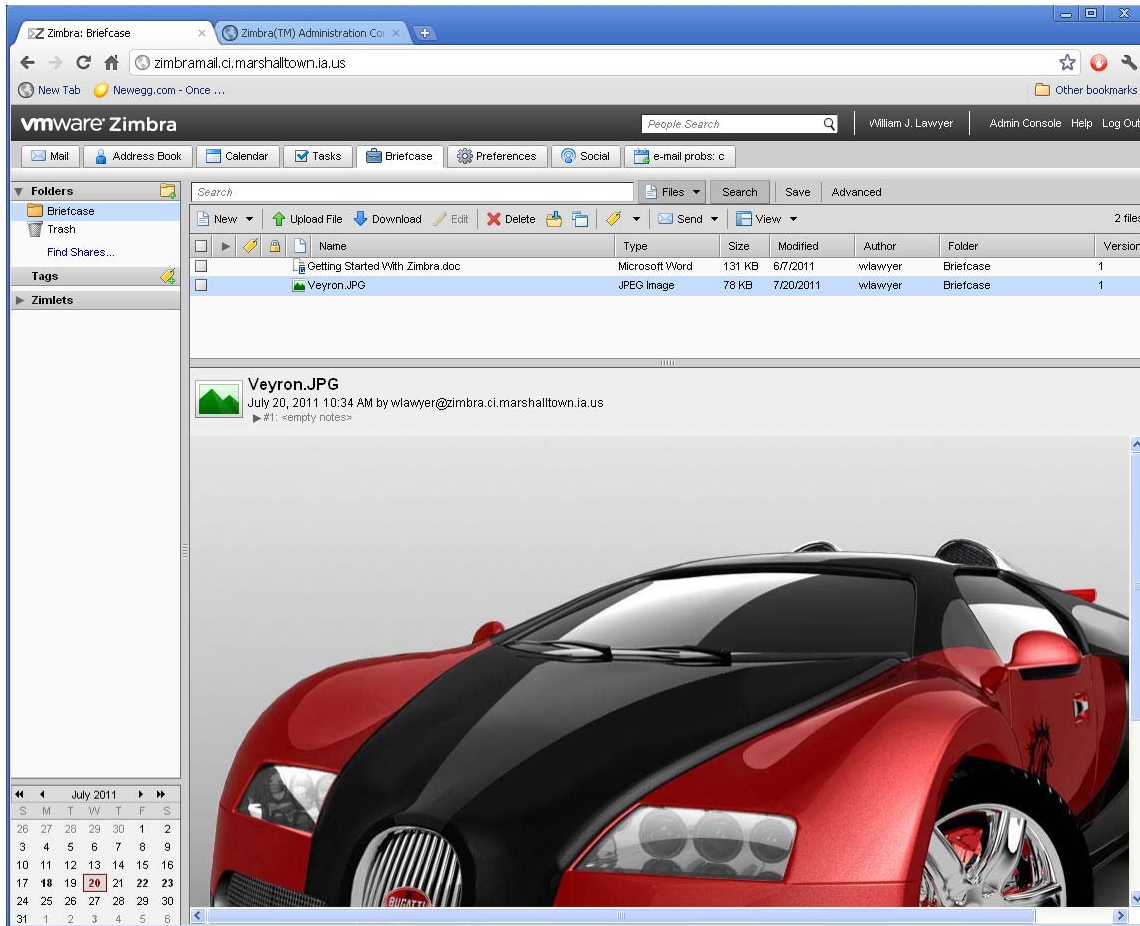 Zimbra: Briefcase
Zimbra(TM) Administration Cor
zimbramail.ci.marshalltown.ia.us
New Tab Newegg.com - Once ... Other bookmarks
vmware Zimbra People Search William J. Lawyer Admin Console Help Log Out
Mail Address Book Calendar Tasks Briefcase Preferences Social e-mail probs: c
Folders
Briefcase
Trash
Find Shares...
Tags
Zimlets
Search Files Search Save Advanced
New Upload File Download Edit Delete Send View 2 files
Name Type Size Modified Author Folder Version
Getting Started With Zimbra.doc Microsoft Word 131 KB 6/7/2011 wlawyer Briefcase 1
Veyron.JPG JPEG Image 78 KB 7/20/2011 wlawyer Briefcase 1
Veyron.JPG
July 20, 2011 10:34 AM by wlawyer@zimbra.ci.marshalltown.ia.us
#1: <empty notes>
BUGATTI
July 2011
S M T W T F S
26 27 28 29 30 1 2
3 4 5 6 7 8 9
10 11 12 13 14 15 16
17 18 19 20 21 22 23
24 25 26 27 28 29 30
31 1 2 3 4 5 6